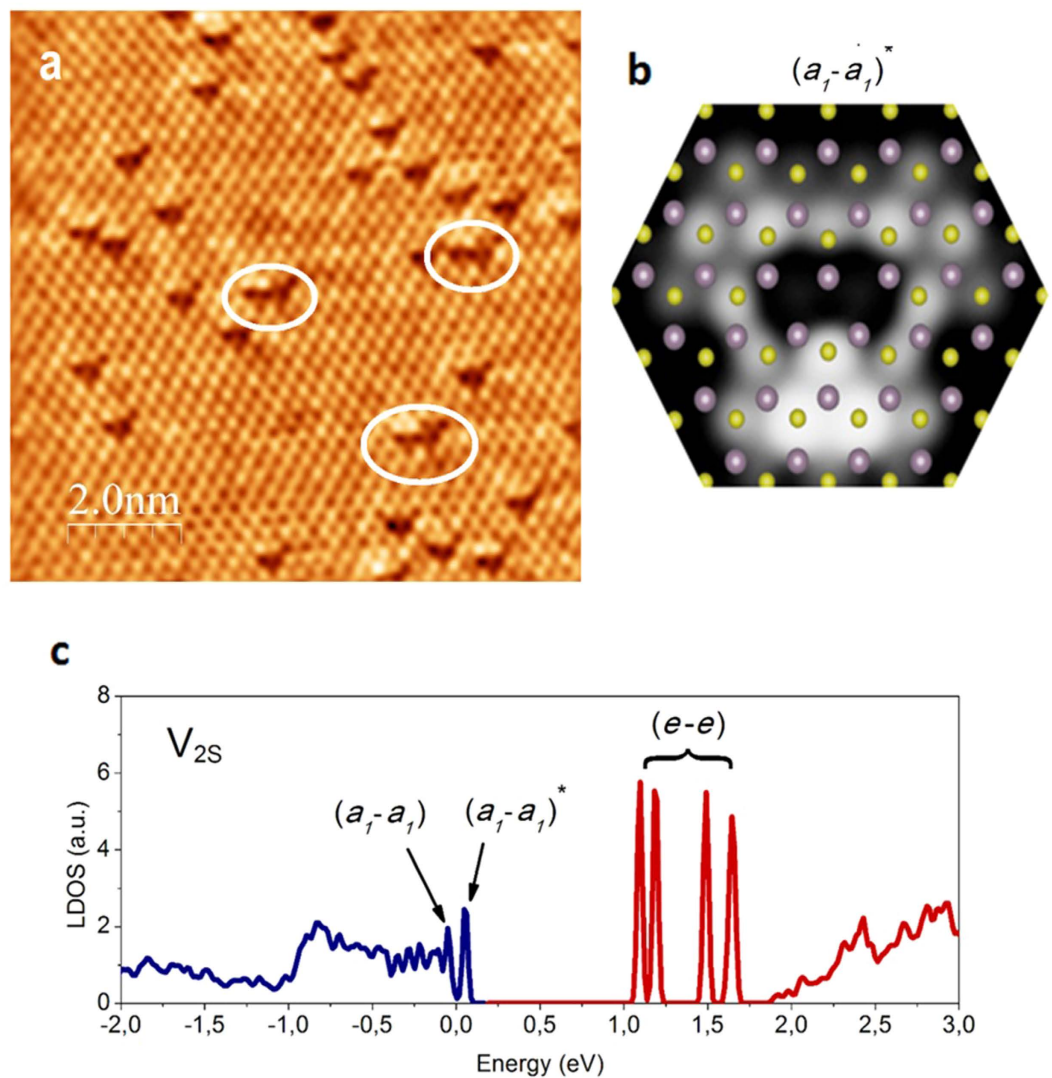 a
2.0nm
b
(a₁-a₁)*
c
V₂S
(a₁-a₁)
(a₁-a₁)*
(e-e)
LDOS (a.u.)
8
6
4
2
0
-2,0 -1,5 -1,0 -0,5 0,0 0,5 1,0 1,5 2,0 2,5 3,0
Energy (eV)